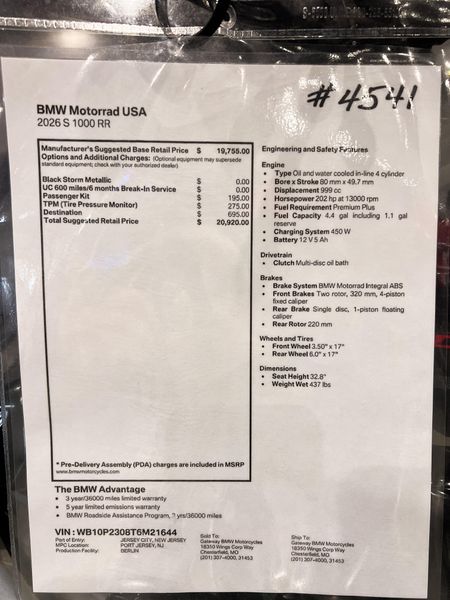 #4541
BMW Motorrad USA
2026 S 1000 RR
Manufacturer's Suggested Base Retail Price $ 19,755.00
Options and Additional Charges: (Optional equipment may supersede
standard equipment; check with your authorized dealer)
Black Storm Metallic $ 0.00
UC 600 miles/6 months Break-In Service $ 0.00
Passenger Kit $ 195.00
TPM (Tire Pressure Monitor) $ 275.00
Destination $ 695.00
Total Suggested Retail Price $ 20,920.00
* Pre-Delivery Assembly (PDA) charges are included in MSRP
www.bmwmotorcycles.com
Engineering and Safety Features
Engine
• Type Oil and water cooled in-line 4 cylinder
• Bore x Stroke 80 mm x 49.7 mm
• Displacement 999 cc
• Horsepower 202 hp at 13000 rpm
• Fuel Requirement Premium Plus
• Fuel Capacity 4.4 gal including 1.1 gal
reserve
• Charging System 450 W
• Battery 12 V 5 Ah
Drivetrain
• Clutch Multi-disc oil bath
Brakes
• Brake System BMW Motorrad Integral ABS
• Front Brakes Two rotor, 320 mm, 4-piston
fixed caliper
• Rear Brake Single disc, 1-piston floating
caliper
• Rear Rotor 220 mm
Wheels and Tires
• Front Wheel 3.50" x 17"
• Rear Wheel 6.0" x 17"
Dimensions
• Seat Height 32.8"
• Weight Wet 437 lbs
The BMW Advantage
• 3 year/36000 miles limited warranty
• 5 year limited emissions warranty
• BMW Roadside Assistance Program, 3 yrs/36000 miles
VIN : WB10P2308T6M21644
Port of Entry: JERSEY CITY, NEW JERSEY
MPC Location: PORT JERSEY, NJ
Production Facility: BERLIN
Sold To:
Gateway BMW Motorcycles
18350 Wings Corp Way
Chesterfield, MO
(201) 307-4000, 31453
Ship To:
Gateway BMW Motorcycles
18350 Wings Corp Way
Chesterfield, MO
(201) 307-4000, 31453